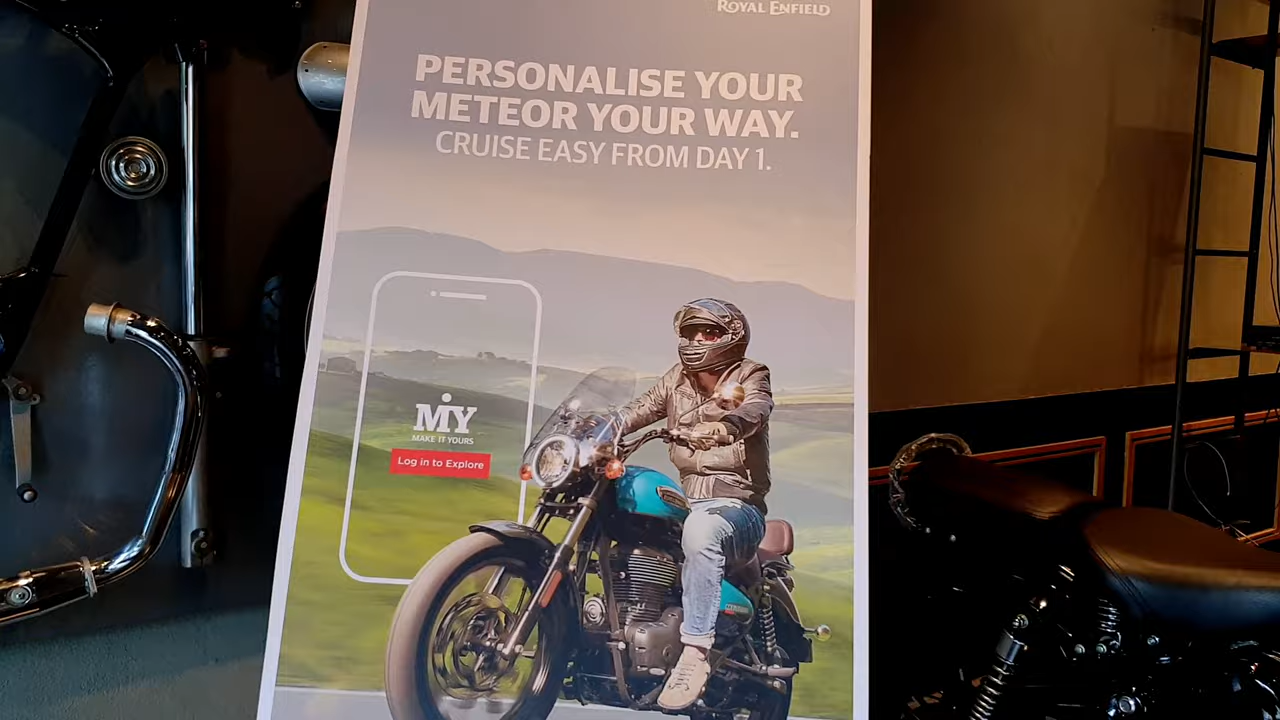 ROYAL ENFIELD
PERSONALISE YOUR
METEOR YOUR WAY.
CRUISE EASY FROM DAY 1.
MY
MAKE IT YOURS
Log in to Explore